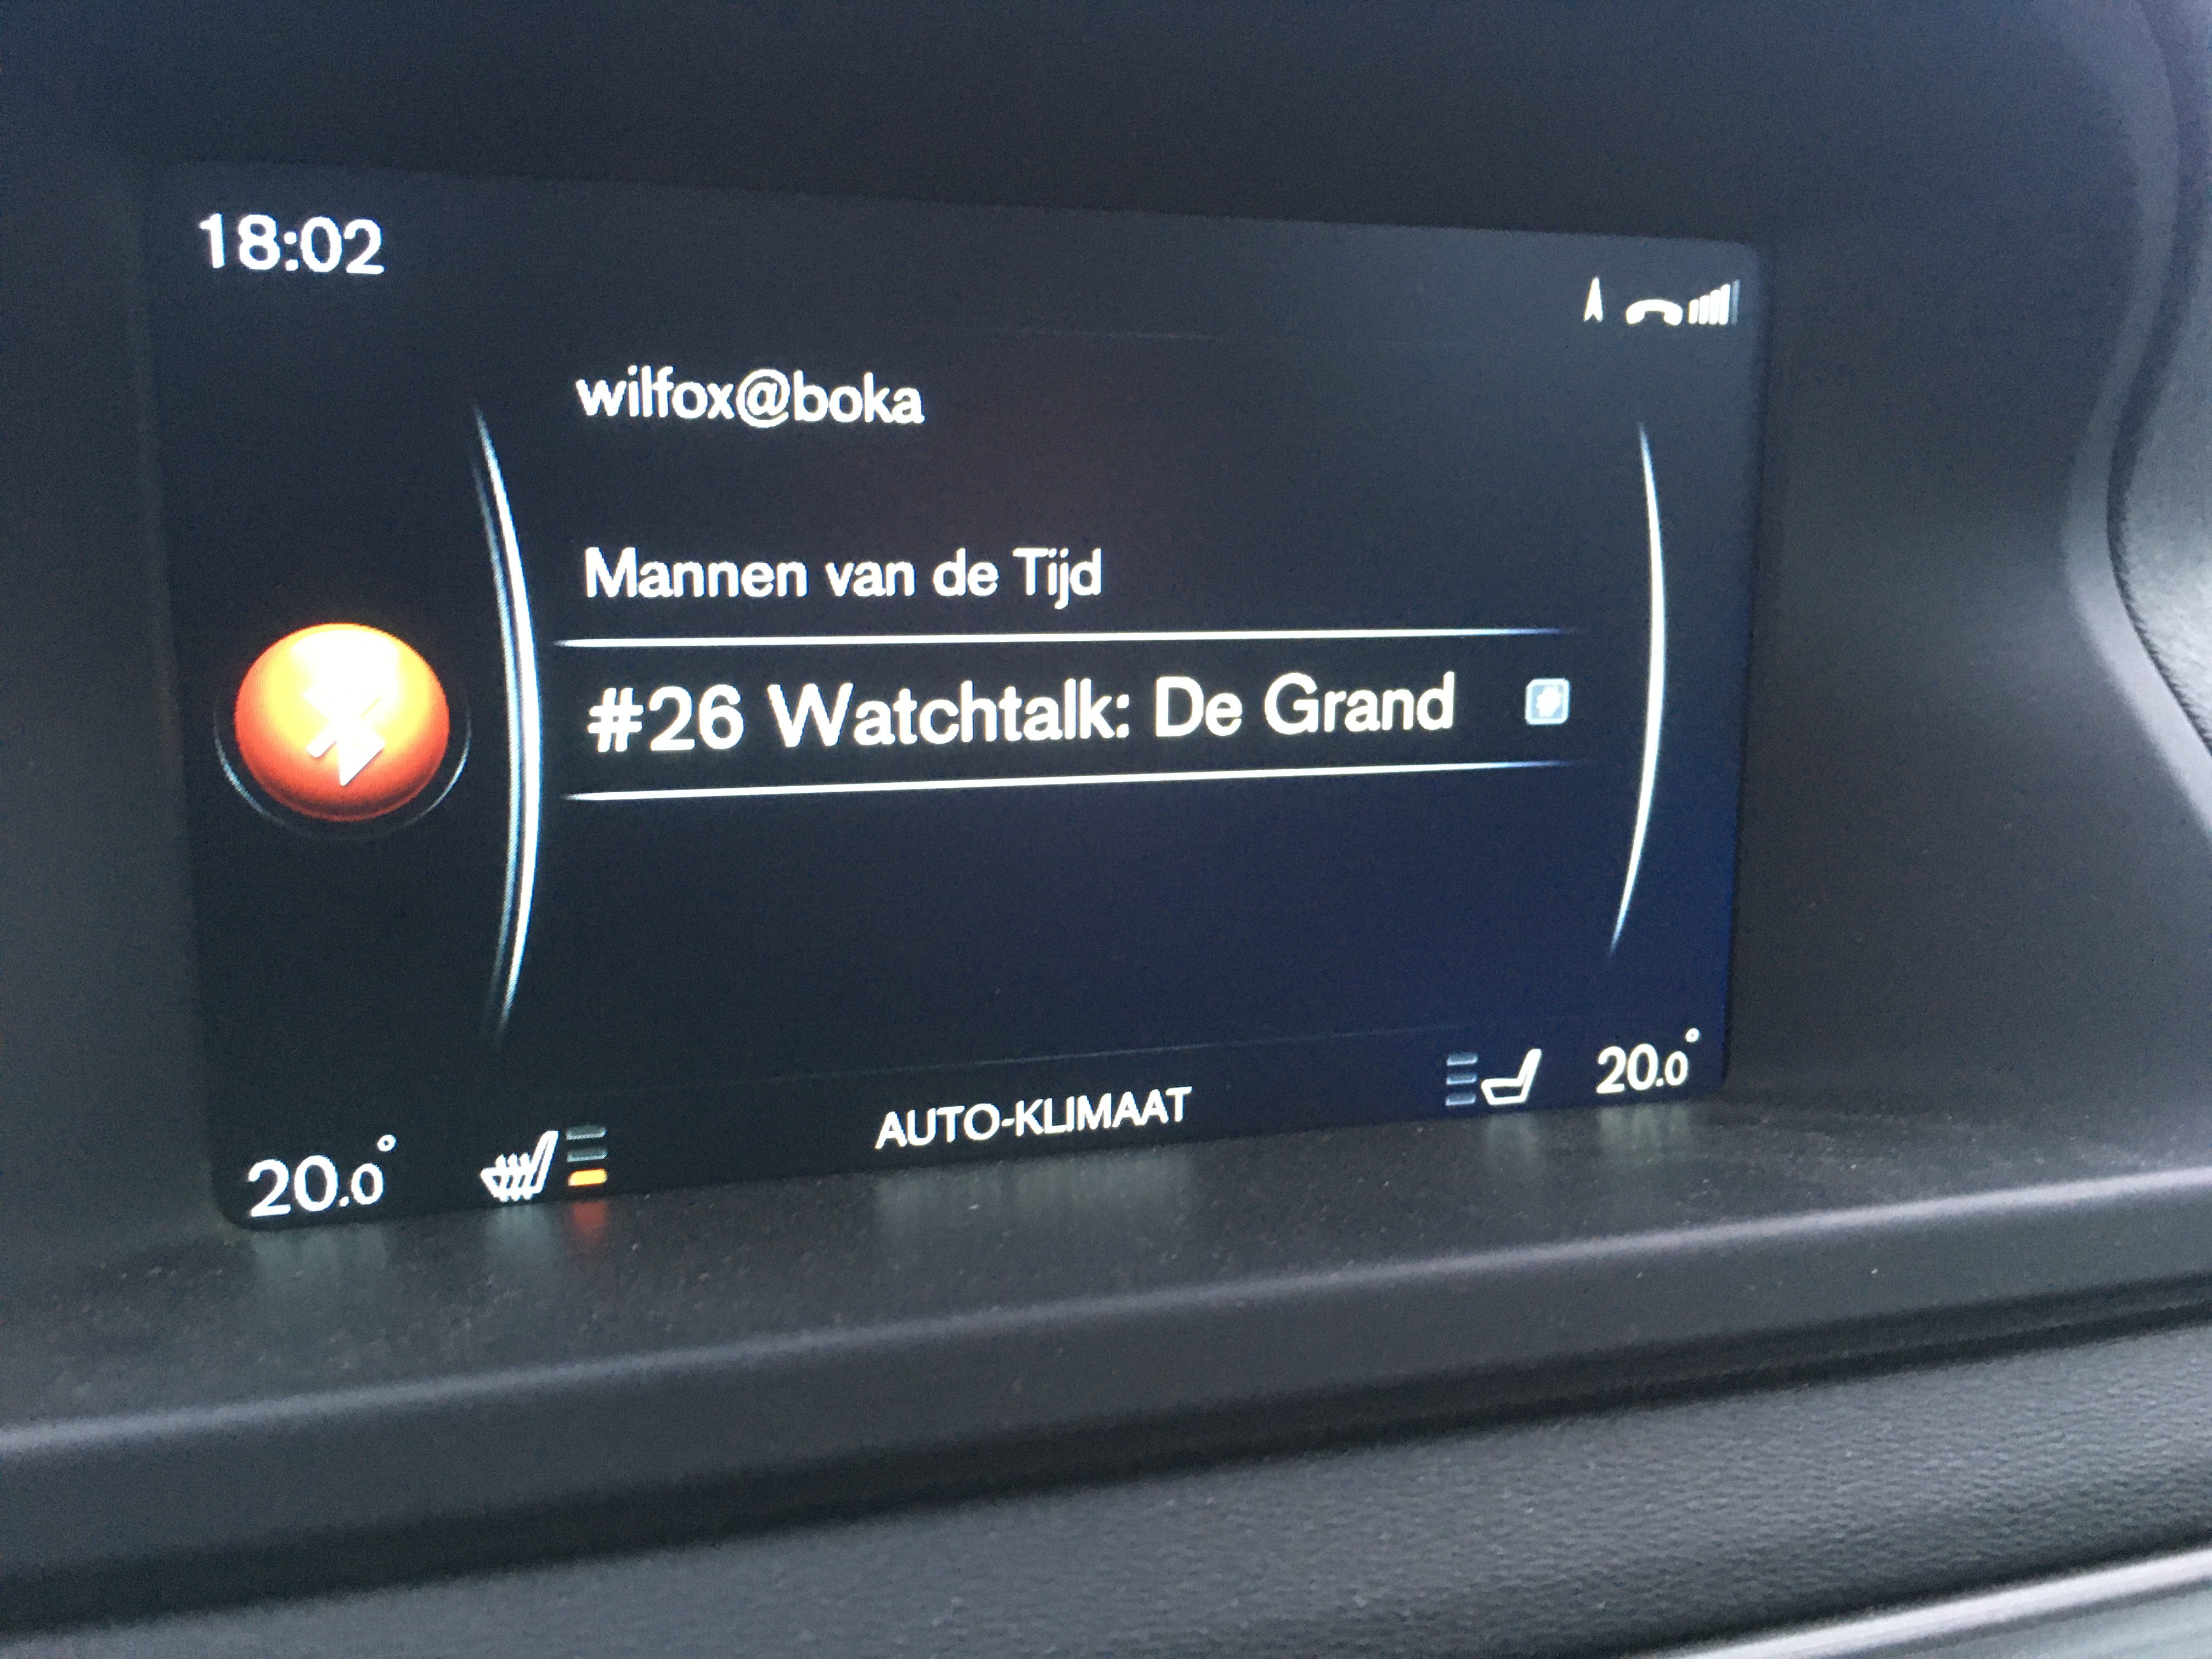 18:02
wilfox@boka
Mannen van de Tijd
#26 Watchtalk: De Grand
AUTO-KLIMAAT
20.0°
20.0°